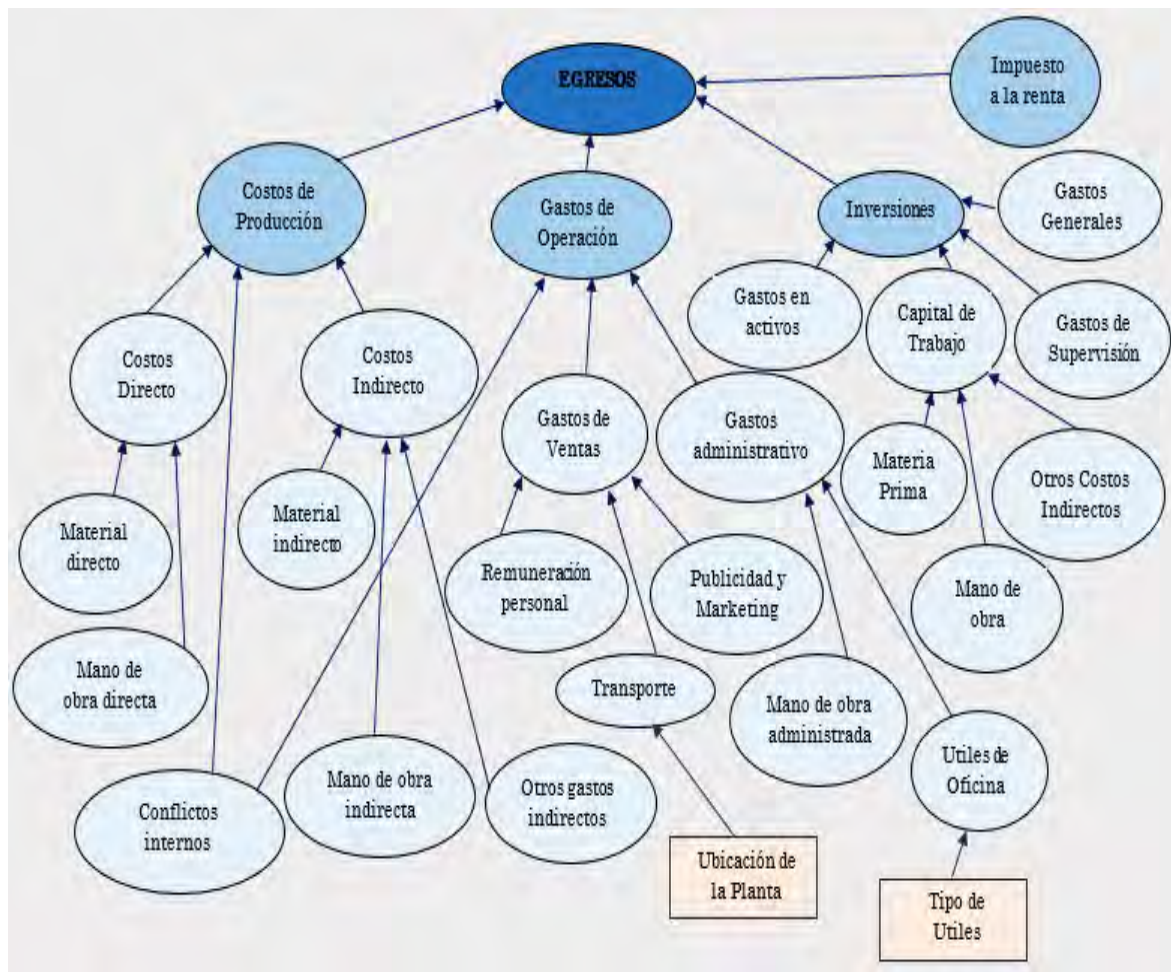 EGRESOS
Impuesto
a la renta
Costos de
Producción
Gastos de
Operación
Inversiones
Gastos
Generales
Gastos en
activos
Capital de
Trabajo
Gastos de
Supervisión
Costos
Directo
Costos
Indirecto
Gastos de
Ventas
Gastos
administrativo
Materia
Prima
Otros Costos
Indirectos
Material
directo
Material
indirecto
Remuneración
personal
Publicidad y
Marketing
Mano de
obra
Mano de
obra directa
Transporte
Mano de obra
administrada
Utiles de
Oficina
Conflictos
internos
Mano de obra
indirecta
Otros gastos
indirectos
Ubicación de
la Planta
Tipo de
Utiles